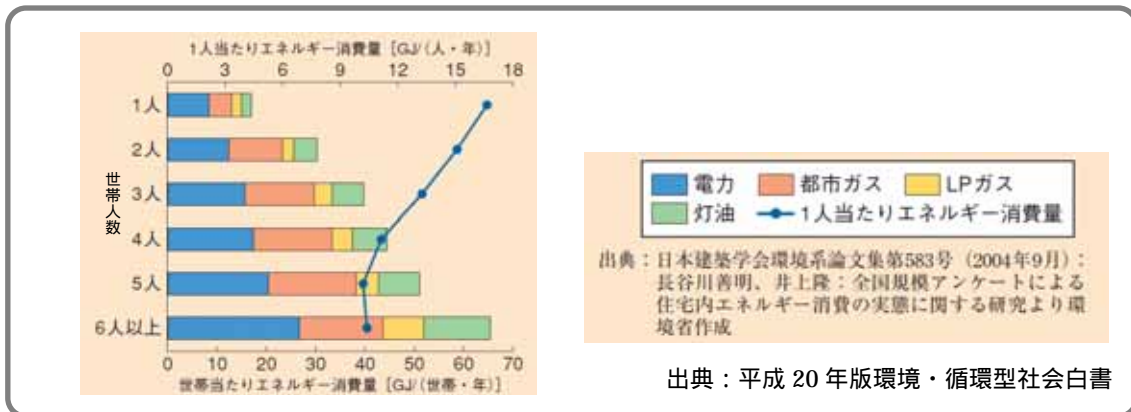 1人当たりエネルギー消費量 [GJ/(人・年)]
0 3 6 9 12 15 18
世帯人数
1人
2人
3人
4人
5人
6人以上
0 10 20 30 40 50 60 70
世帯当たりエネルギー消費量 [GJ/(世帯・年)]
電力 都市ガス LPガス
灯油 1人当たりエネルギー消費量
出典:日本建築学会環境系論文集第583号(2004年9月):
長谷川善明、井上隆:全国規模アンケートによる
住宅内エネルギー消費の実態に関する研究より環
境省作成
出典:平成 20 年版環境・循環型社会白書